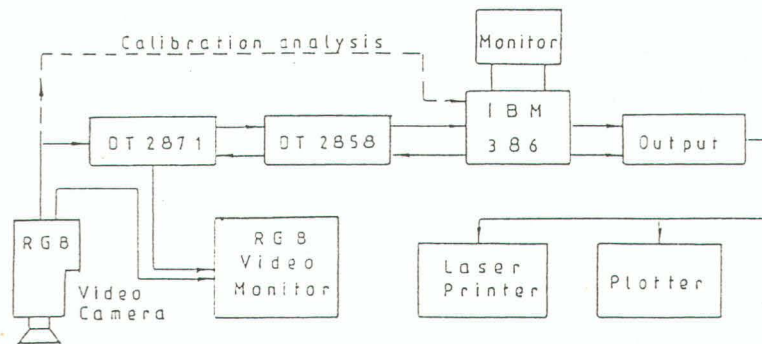 Calibration analysis
Monitor
DT 2871
DT 2858
IBM
386
Output
RGB
Video
Camera
RGB
Video
Monitor
Laser
Printer
Plotter